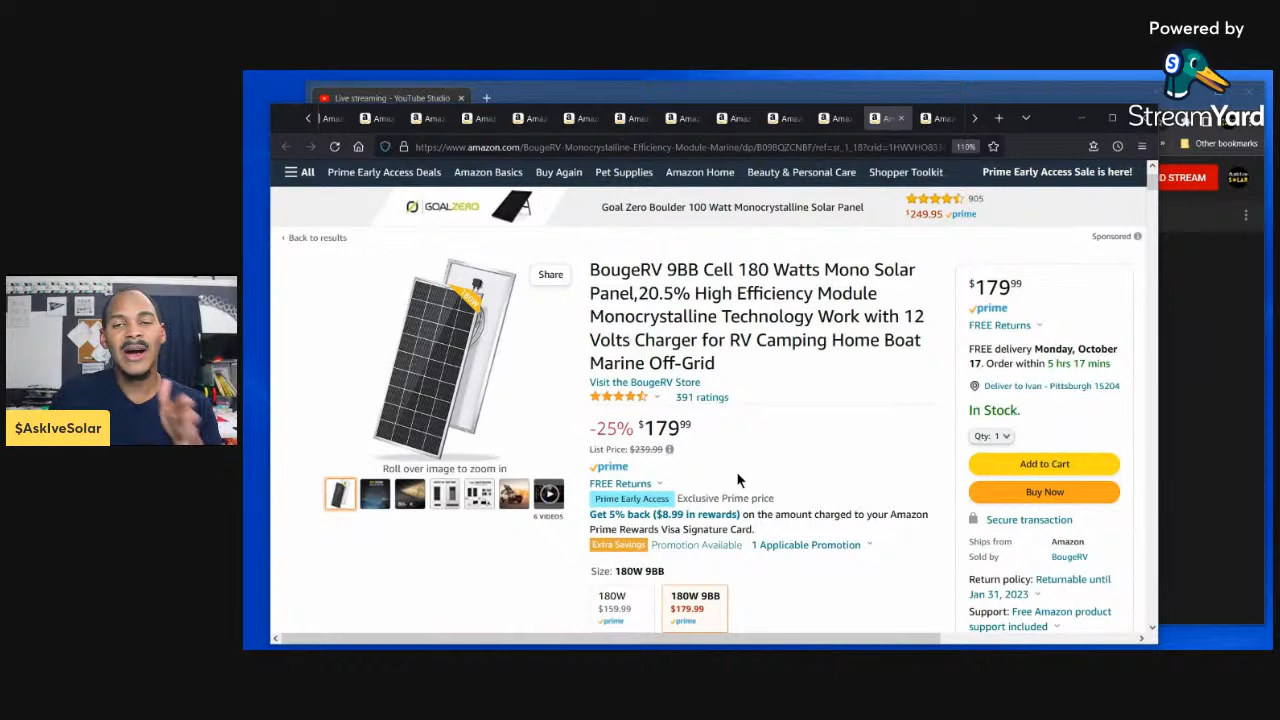 Powered by
StreamYard
Live streaming - YouTube Studio
https://www.amazon.com/BougeRV-Monocrystalline-Efficiency-Module-Marine/dp/B09BQZCNBF/ref=sr_1_18?crid=1HWVHO833
110%
Other bookmarks
All Prime Early Access Deals Amazon Basics Buy Again Pet Supplies Amazon Home Beauty & Personal Care Shopper Toolkit Prime Early Access Sale is here!
D STREAM
GOALZERO
Goal Zero Boulder 100 Watt Monocrystalline Solar Panel
905
$249.95 prime
‹ Back to results
Sponsored
Share
BougeRV 9BB Cell 180 Watts Mono Solar
Panel,20.5% High Efficiency Module
Monocrystalline Technology Work with 12
Volts Charger for RV Camping Home Boat
Marine Off-Grid
Visit the BougeRV Store
391 ratings
-25% $179.99
List Price: $239.99
prime
FREE Returns
Prime Early Access Exclusive Prime price
Get 5% back ($8.99 in rewards) on the amount charged to your Amazon
Prime Rewards Visa Signature Card.
Extra Savings Promotion Available 1 Applicable Promotion
Size: 180W 9BB
180W
$159.99
prime
180W 9BB
$179.99
prime
Roll over image to zoom in
6 VIDEOS
$179.99
prime
FREE Returns
FREE delivery Monday, October
17. Order within 5 hrs 17 mins
Deliver to Ivan - Pittsburgh 15204
In Stock.
Qty: 1
Add to Cart
Buy Now
Secure transaction
Ships from Amazon
Sold by BougeRV
Return policy: Returnable until
Jan 31, 2023
Support: Free Amazon product
support included
$AskIveSolar